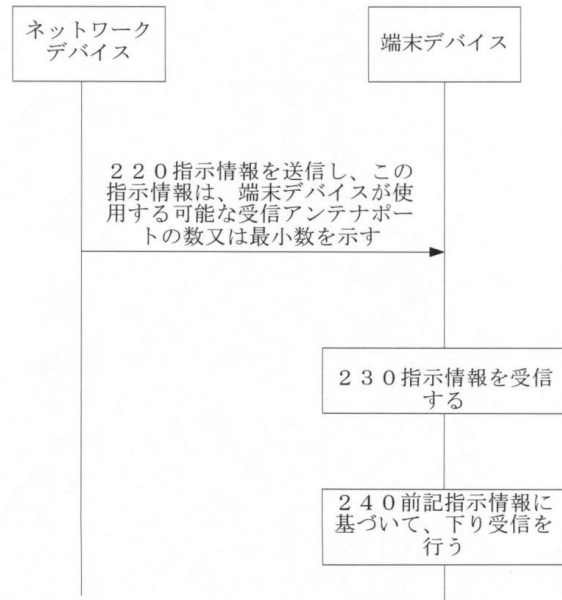 ネットワーク
デバイス
端末デバイス
２２０指示情報を送信し、この
指示情報は、端末デバイスが使
用する可能な受信アンテナポー
トの数又は最小数を示す
２３０指示情報を受信
する
２４０前記指示情報に
基づいて、下り受信を
行う